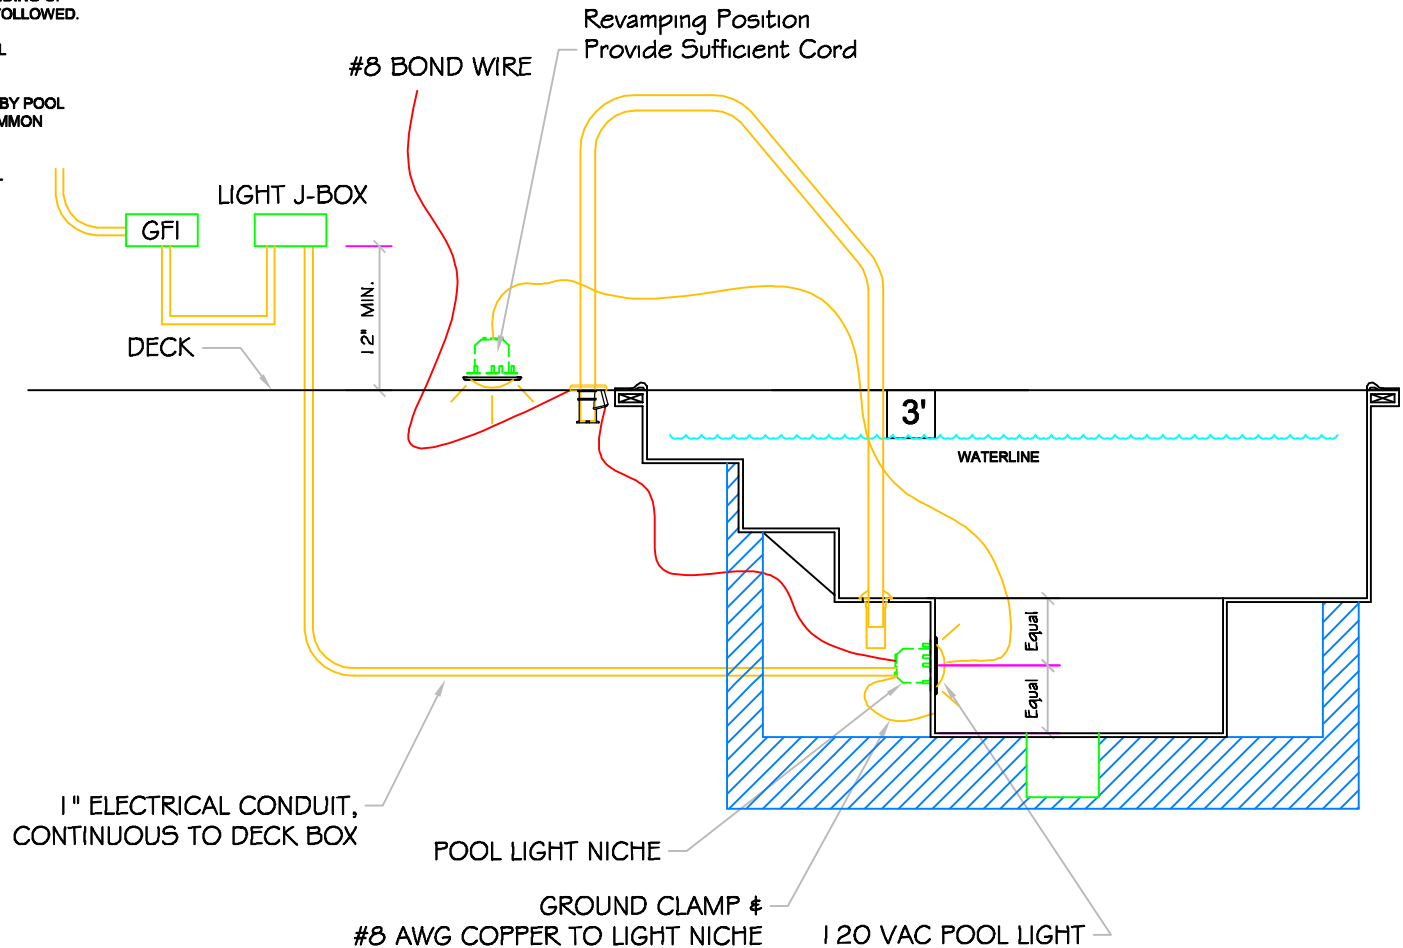 FOLLOWED.
L
BY POOL
Revamping Position
Provide Sufficient Cord
#8 BOND WIRE
LIGHT J-BOX
GFI
12" MIN.
DECK
3'
WATERLINE
Equal
Equal
1" ELECTRICAL CONDUIT,
CONTINUOUS TO DECK BOX
POOL LIGHT NICHE
GROUND CLAMP &
#8 AWG COPPER TO LIGHT NICHE
120 VAC POOL LIGHT